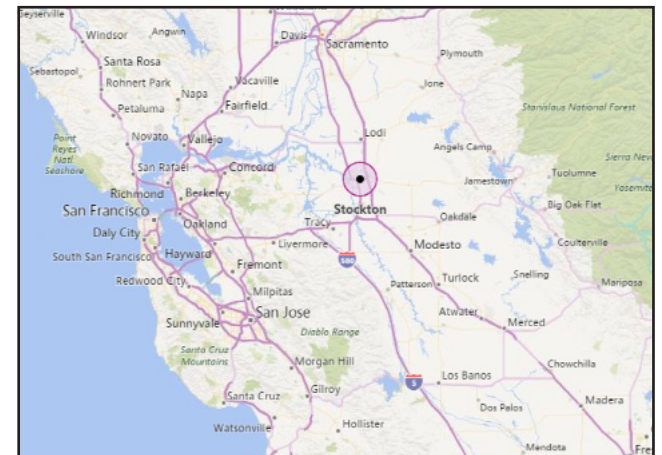 Geyserville
Windsor
Angwin
Davis
Sacramento
Plymouth
Santa Rosa
Sebastopol
Rohnert Park
Napa
Vacaville
Ione
Petaluma
Fairfield
Stanislaus National Forest
Point
Reyes
Natl
Seashore
Novato
Vallejo
Lodi
Angels Camp
San Rafael
Concord
Sierra Nev
Jamestown
Tuolumne
Yosemite
Richmond
Berkeley
San Francisco
Stockton
Big Oak Flat
Oakland
Tracy
Oakdale
Daly City
Livermore
Modesto
Coulterville
South San Francisco
Hayward
Fremont
580
Redwood City
Patterson
Turlock
Snelling
Mariposa
Milpitas
Sunnyvale
San Jose
Atwater
Merced
Diablo Range
Santa Cruz
Mountains
Morgan Hill
Chowchilla
Gilroy
5
Los Banos
Santa Cruz
Dos Palos
Madera
Watsonville
Hollister
Mendota
Fre